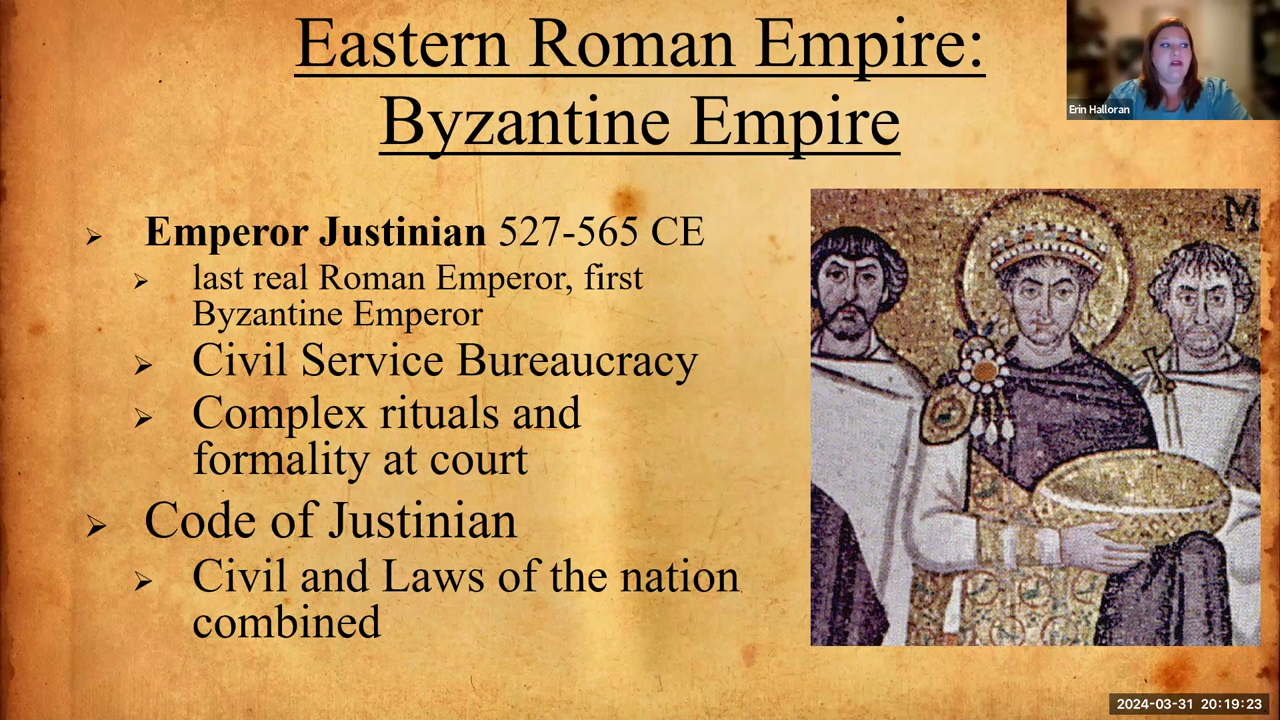 Eastern Roman Empire:
Byzantine Empire
Erin Halloran
Emperor Justinian 527-565 CE
last real Roman Emperor, first
Byzantine Emperor
Civil Service Bureaucracy
Complex rituals and
formality at court
Code of Justinian
Civil and Laws of the nation
combined
M
2024-03-31 20:19:23